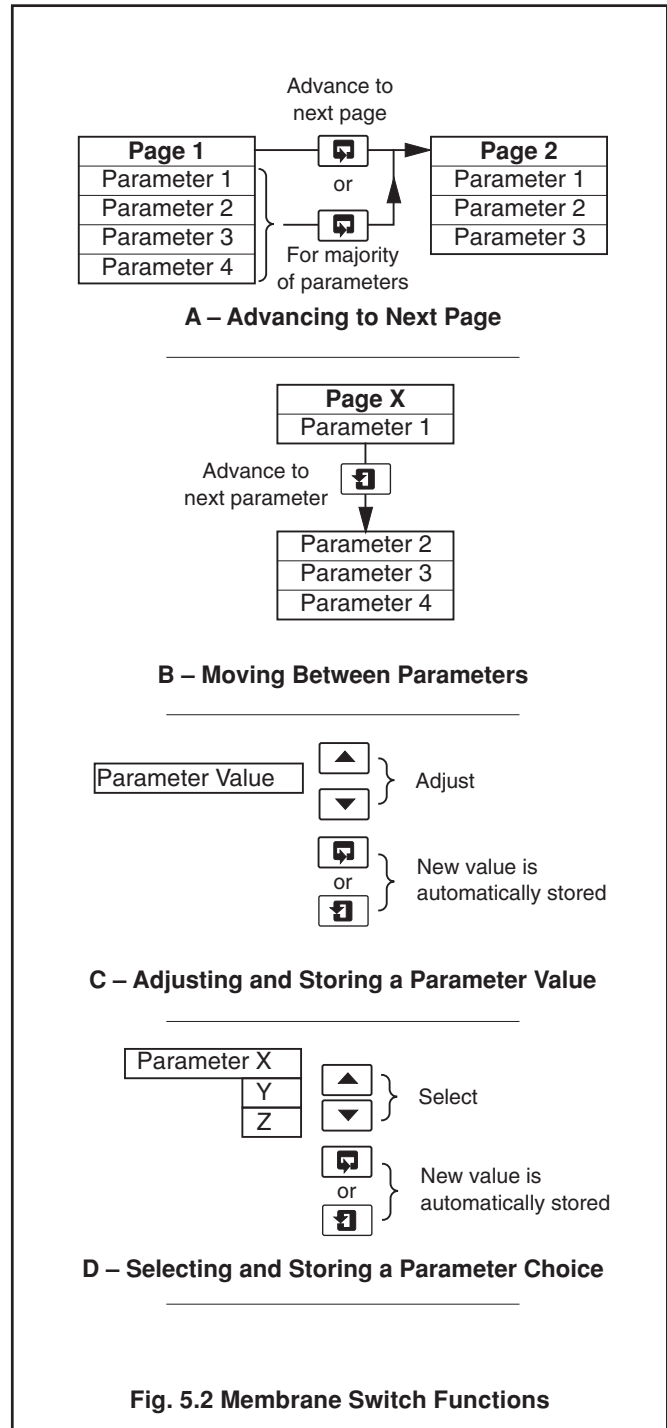 Advance to
next page
Page 1
Parameter 1
Parameter 2
Parameter 3
Parameter 4
or
For majority
of parameters
Page 2
Parameter 1
Parameter 2
Parameter 3
A – Advancing to Next Page
Page X
Parameter 1
Advance to
next parameter
Parameter 2
Parameter 3
Parameter 4
B – Moving Between Parameters
Parameter Value
Adjust
or
New value is
automatically stored
C – Adjusting and Storing a Parameter Value
Parameter X
Y
Z
Select
or
New value is
automatically stored
D – Selecting and Storing a Parameter Choice
Fig. 5.2 Membrane Switch Functions